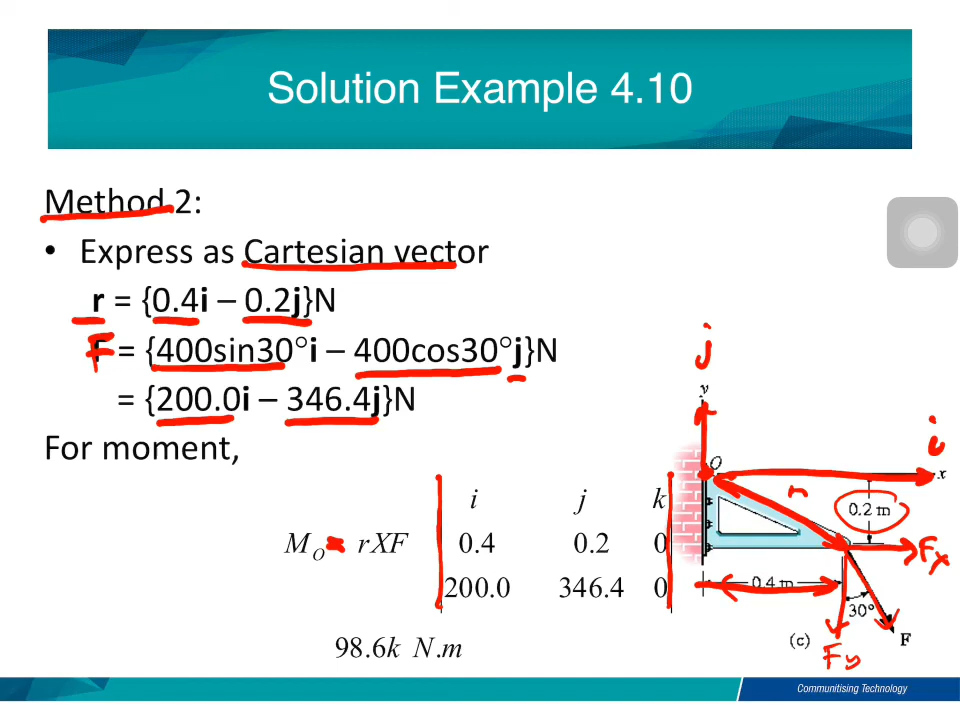 Solution Example 4.10
Method 2:
• Express as Cartesian vector
r = {0.4i – 0.2j}N
F = {400sin30°i – 400cos30°j}N
= {200.0i – 346.4j}N
For moment,
i j k
M_O = rXF 0.4 0.2 0
200.0 346.4 0
98.6k N.m
j
y
i
O
x
r
0.2 m
Fx
0.4 m
30°
(c)
F
Fy
Communitising Technology